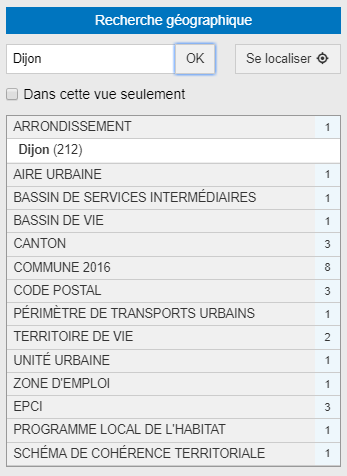 Recherche géographique
Dijon OK Se localiser
Dans cette vue seulement
ARRONDISSEMENT 1
Dijon (212)
AIRE URBAINE 1
BASSIN DE SERVICES INTERMÉDIAIRES 1
BASSIN DE VIE 1
CANTON 3
COMMUNE 2016 8
CODE POSTAL 3
PÉRIMÈTRE DE TRANSPORTS URBAINS 1
TERRITOIRE DE VIE 2
UNITÉ URBAINE 1
ZONE D'EMPLOI 1
EPCI 3
PROGRAMME LOCAL DE L'HABITAT 1
SCHÉMA DE COHÉRENCE TERRITORIALE 1